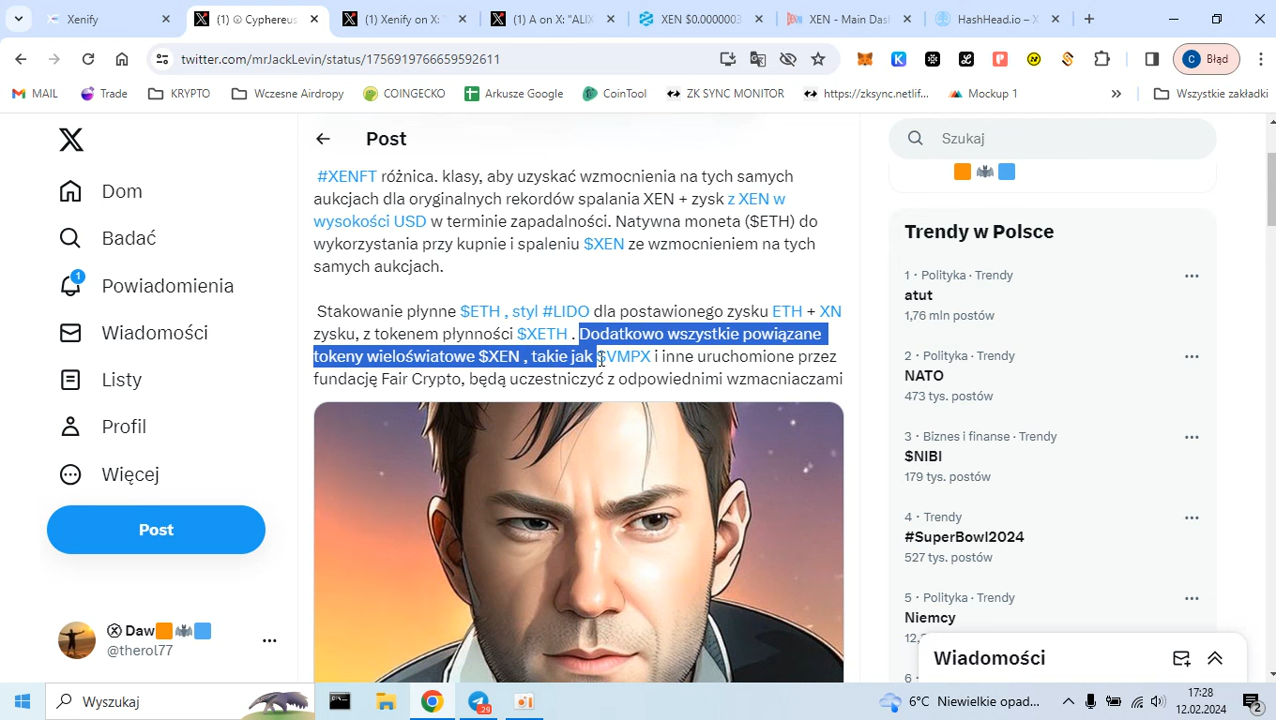 Xenify
(1) Cyphereus
(1) Xenify on X: "
(1) A on X: "ALIX
XEN $0.0000003
XEN - Main Das
HashHead.io – X
twitter.com/mrJackLevin/status/1756919766659592611
Błąd
MAIL
Trade
KRYPTO
Wczesne Airdropy
COINGECKO
Arkusze Google
CoinTool
ZK SYNC MONITOR
https://zksync.netlif...
Mockup 1
Wszystkie zakładki
Dom
Badać
1
Powiadomienia
Wiadomości
Listy
Profil
Więcej
Post
Daw
@therol77
Post
#XENFT różnica. klasy, aby uzyskać wzmocnienia na tych samych
aukcjach dla oryginalnych rekordów spalania XEN + zysk z XEN w
wysokości USD w terminie zapadalności. Natywna moneta ($ETH) do
wykorzystania przy kupnie i spaleniu $XEN ze wzmocnieniem na tych
samych aukcjach.
Stakowanie płynne $ETH , styl #LIDO dla postawionego zysku ETH + XN
zysku, z tokenem płynności $XETH . Dodatkowo wszystkie powiązane
tokeny wieloświatowe $XEN , takie jak $VMPX i inne uruchomione przez
fundację Fair Crypto, będą uczestniczyć z odpowiednimi wzmacniaczami
Szukaj
Trendy w Polsce
1 · Polityka · Trendy
atut
1,76 mln postów
2 · Polityka · Trendy
NATO
473 tys. postów
3 · Biznes i finanse · Trendy
$NIBI
179 tys. postów
4 · Trendy
#SuperBowl2024
527 tys. postów
5 · Polityka · Trendy
Niemcy
Wiadomości
Wyszukaj
29
6°C Niewielkie opad...
17:28
12.02.2024
2